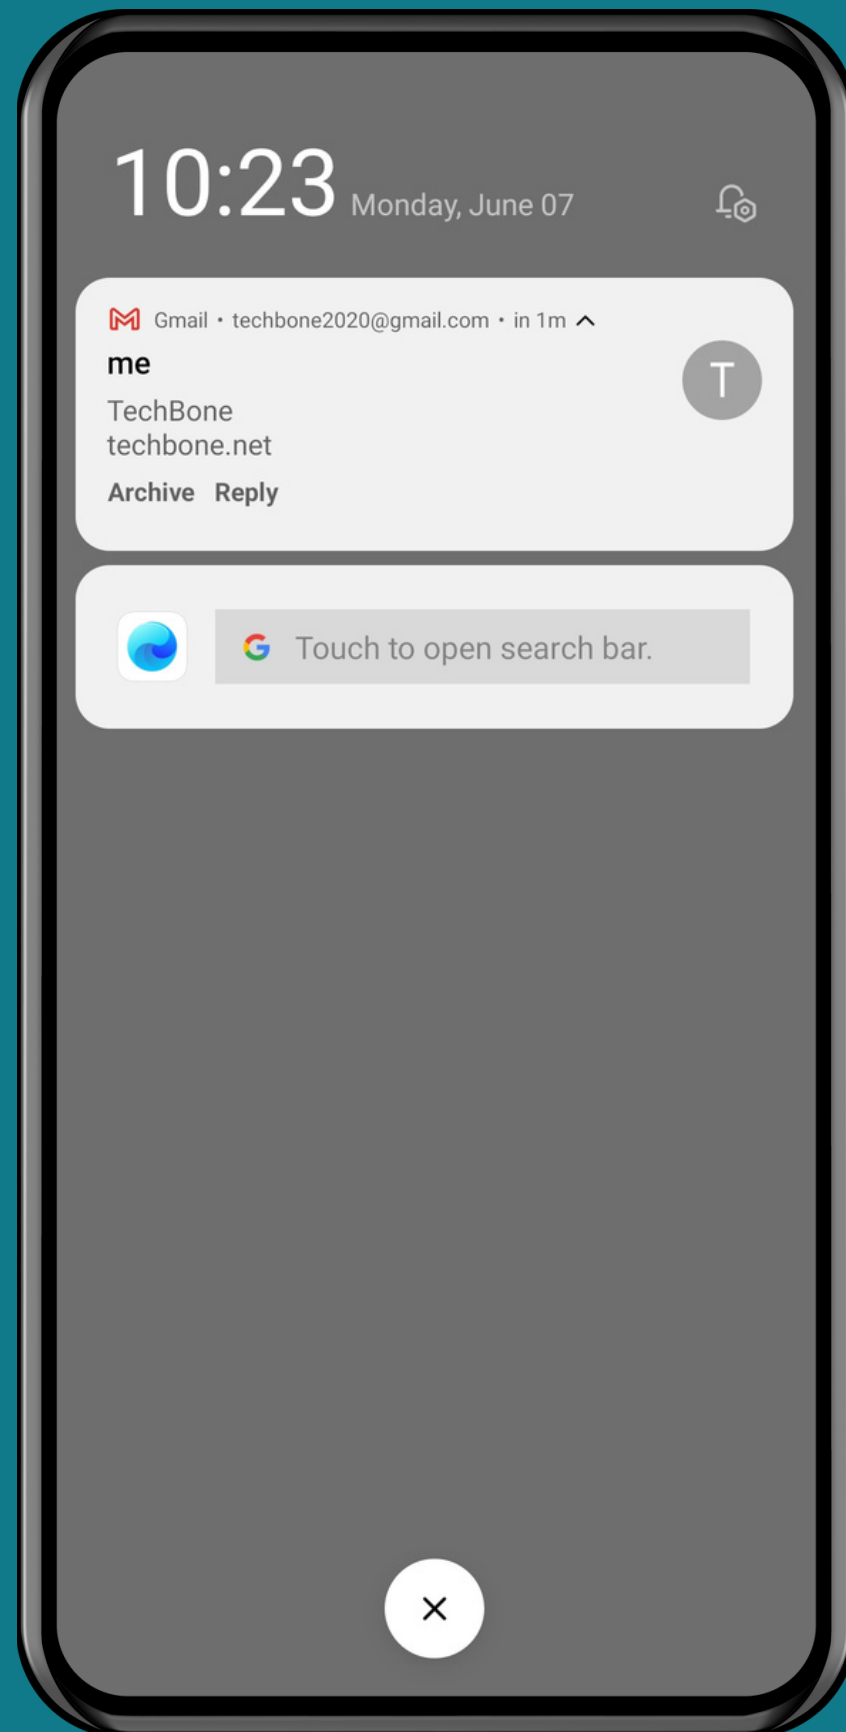 10:23 Monday, June 07
Gmail • techbone2020@gmail.com • in 1m
me
T
TechBone
techbone.net
Archive Reply
Touch to open search bar.